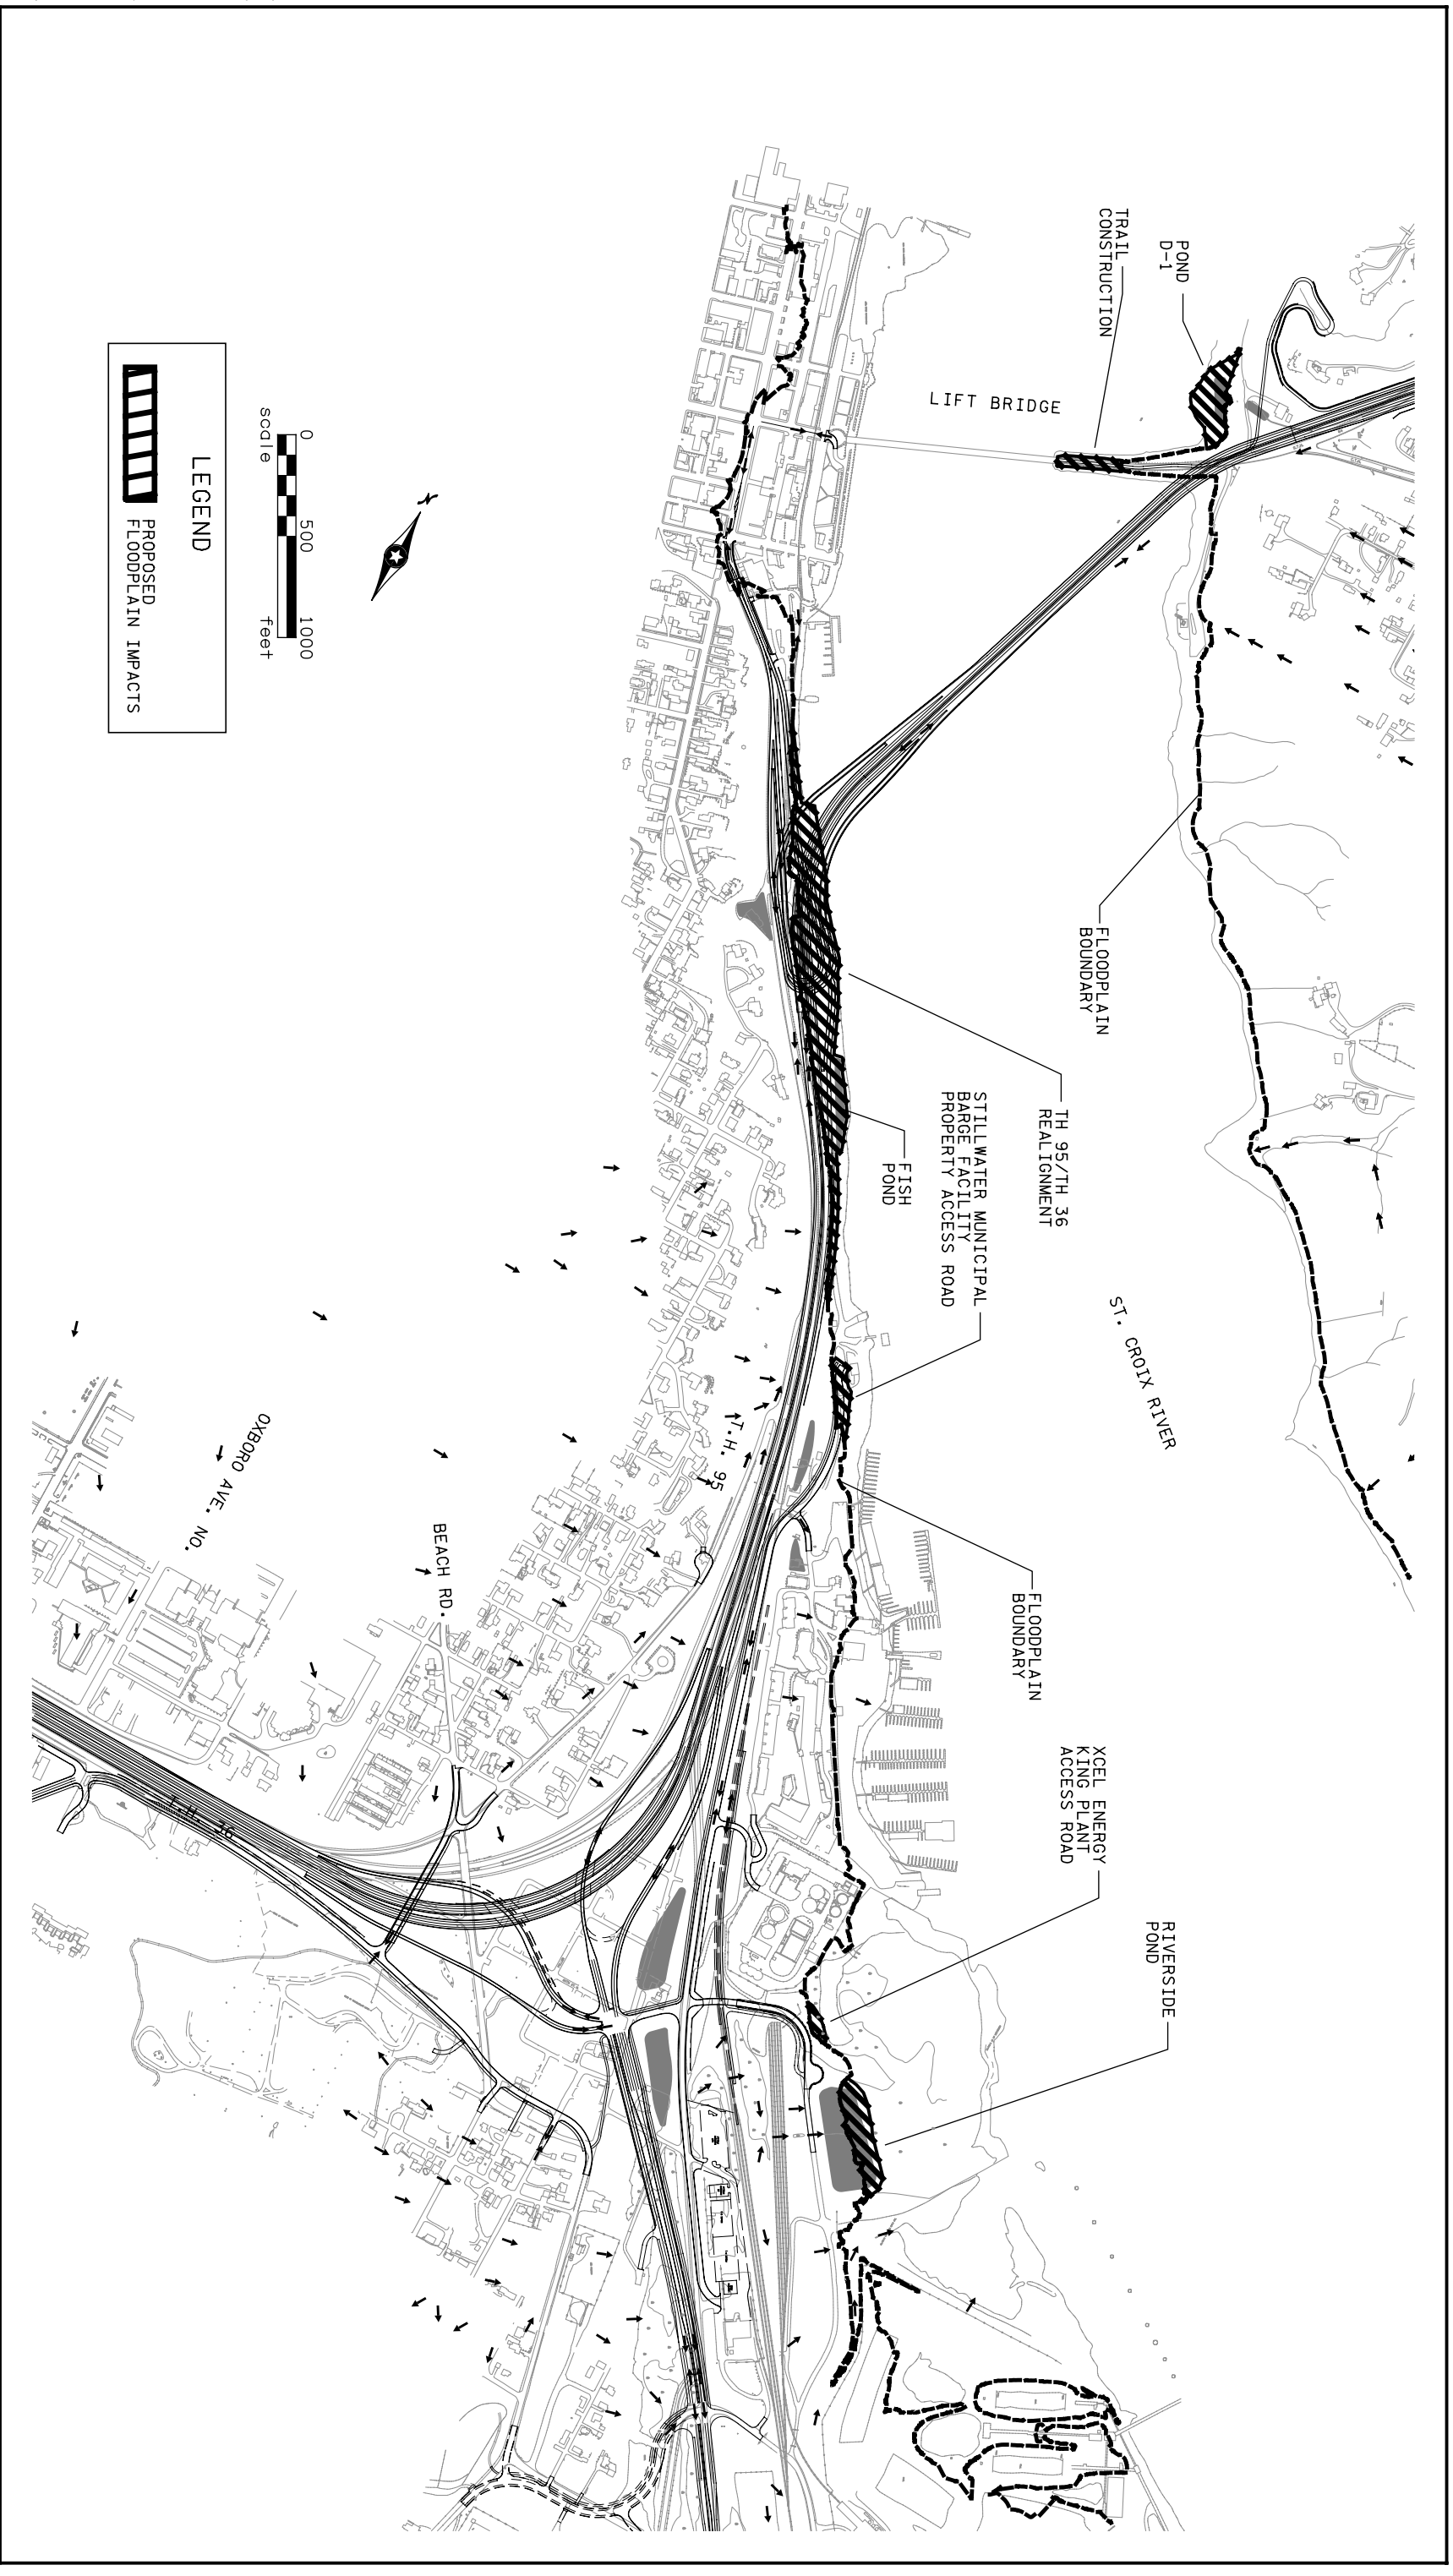 TRAIL
CONSTRUCTION
POND
D-1
LIFT BRIDGE
FLOODPLAIN
BOUNDARY
TH 95/TH 36
REALIGNMENT
FISH
POND
STILLWATER MUNICIPAL
BARGE FACILITY
PROPERTY ACCESS ROAD
ST. CROIX RIVER
FLOODPLAIN
BOUNDARY
XCEL ENERGY
KING PLANT
ACCESS ROAD
RIVERSIDE
POND
T.H. 95
OXBORO AVE. NO.
BEACH RD.
T.H. 36
N
0
500
1000
scale
feet
LEGEND
PROPOSED
FLOODPLAIN IMPACTS